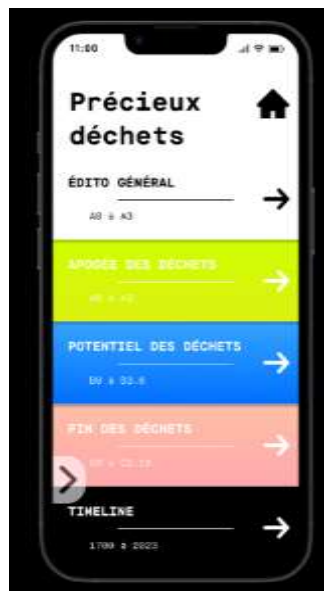 11:00
Précieux
déchets
ÉDITO GÉNÉRAL
A0 à A3
APOGÉE DES DÉCHETS
POTENTIEL DES DÉCHETS
FIN DES DÉCHETS
TIMELINE
1700 à 2023